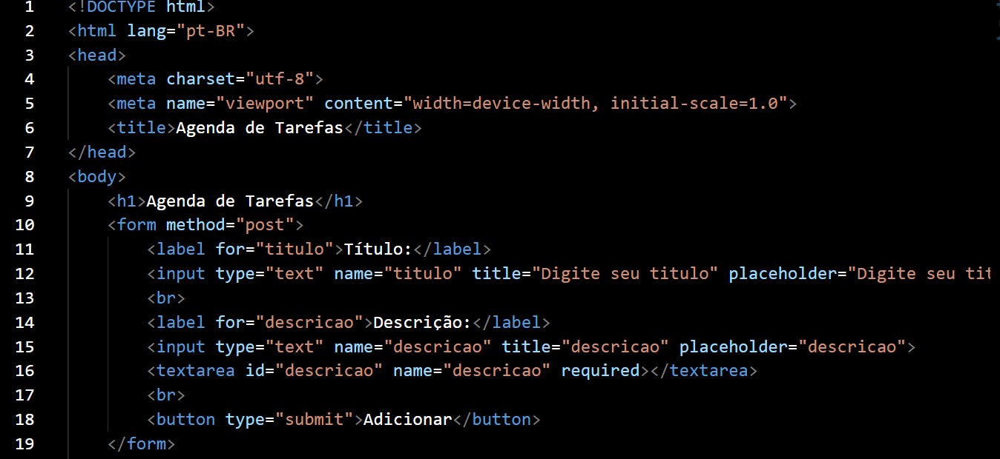 1 <!DOCTYPE html>
2 <html lang="pt-BR">
3 <head>
4 <meta charset="utf-8">
5 <meta name="viewport" content="width=device-width, initial-scale=1.0">
6 <title>Agenda de Tarefas</title>
7 </head>
8 <body>
9 <h1>Agenda de Tarefas</h1>
10 <form method="post">
11 <label for="titulo">Título:</label>
12 <input type="text" name="titulo" title="Digite seu titulo" placeholder="Digite seu tit
13 <br>
14 <label for="descricao">Descrição:</label>
15 <input type="text" name="descricao" title="descricao" placeholder="descricao">
16 <textarea id="descricao" name="descricao" required></textarea>
17 <br>
18 <button type="submit">Adicionar</button>
19 </form>